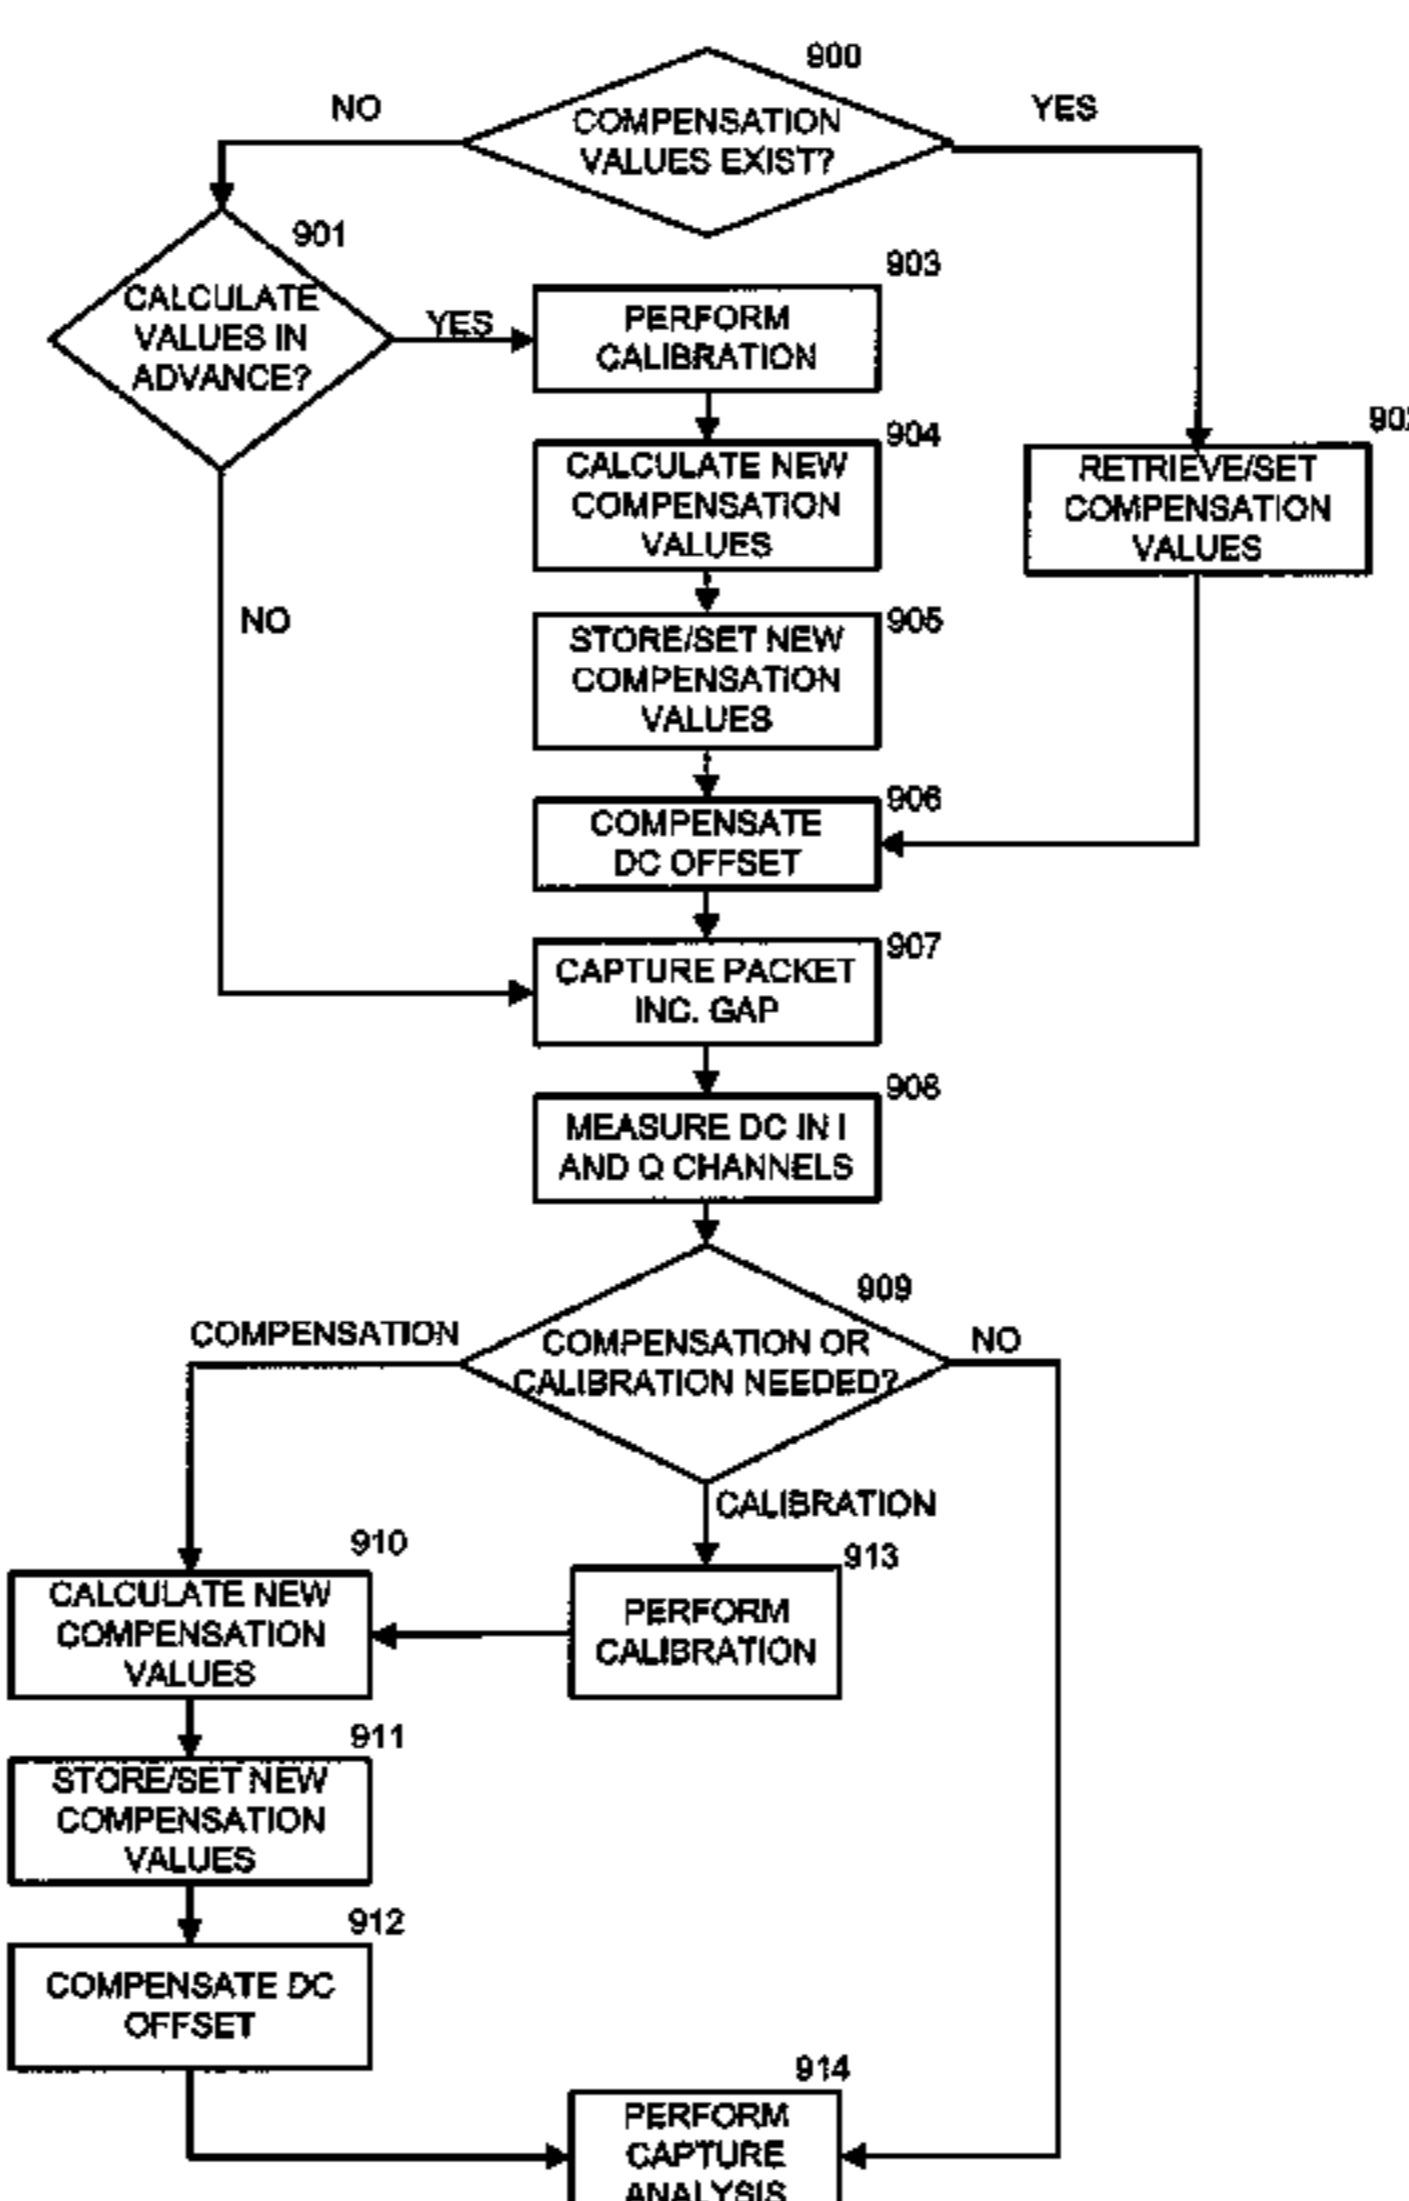 900
NO
COMPENSATION
VALUES EXIST?
YES
901
CALCULATE
VALUES IN
ADVANCE?
YES
903
PERFORM
CALIBRATION
904
CALCULATE NEW
COMPENSATION
VALUES
RETRIEVE/SET
COMPENSATION
VALUES
NO
905
STORE/SET NEW
COMPENSATION
VALUES
906
COMPENSATE
DC OFFSET
907
CAPTURE PACKET
INC. GAP
908
MEASURE DC IN I
AND Q CHANNELS
909
COMPENSATION
COMPENSATION OR
CALIBRATION NEEDED?
NO
CALIBRATION
910
CALCULATE NEW
COMPENSATION
VALUES
913
PERFORM
CALIBRATION
911
STORE/SET NEW
COMPENSATION
VALUES
912
COMPENSATE DC
OFFSET
914
PERFORM
CAPTURE
ANALYSIS